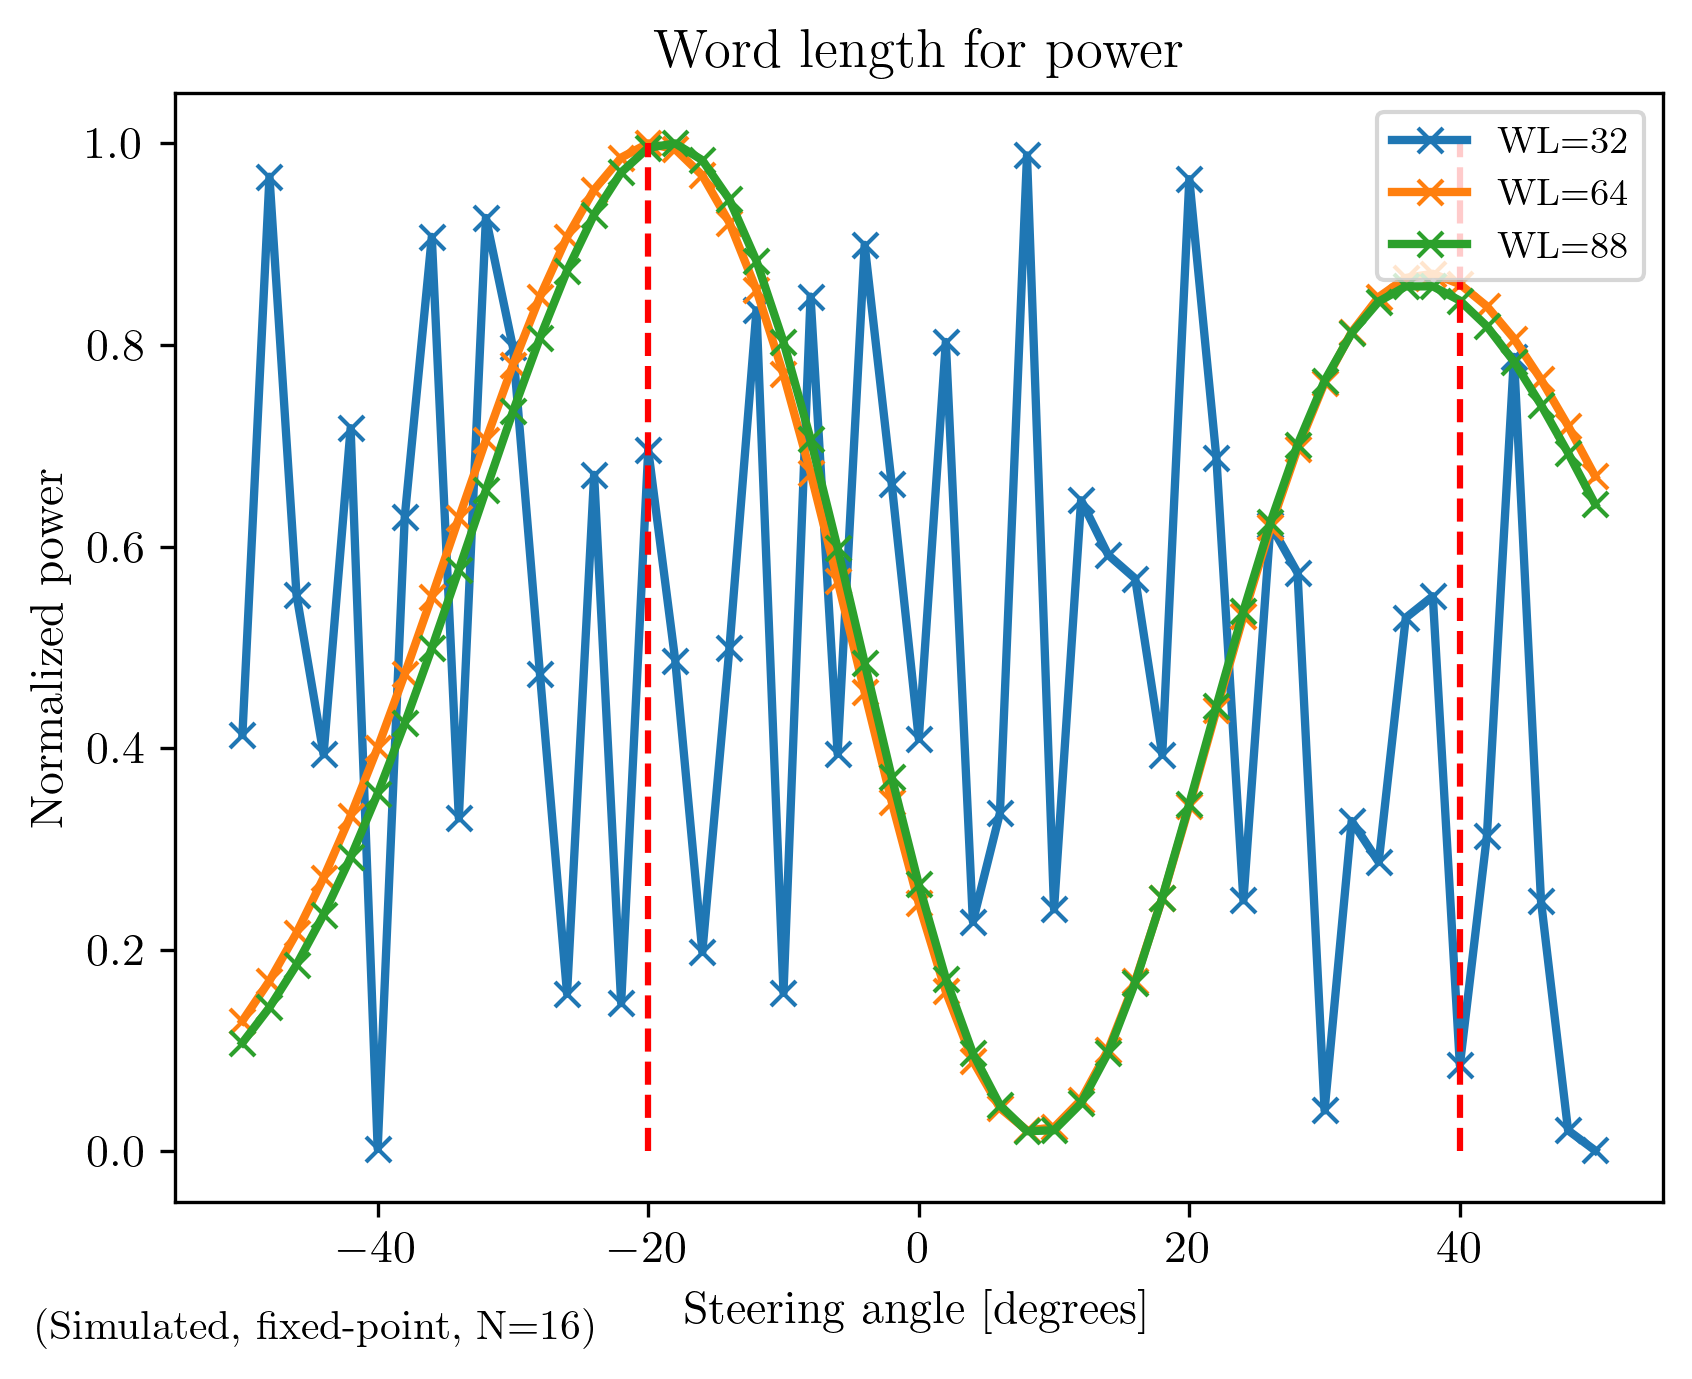 Word length for power
WL=32
WL=64
WL=88
Normalized power
1.0
0.8
0.6
0.4
0.2
0.0
−40
−20
0
20
40
Steering angle [degrees]
(Simulated, fixed-point, N=16)